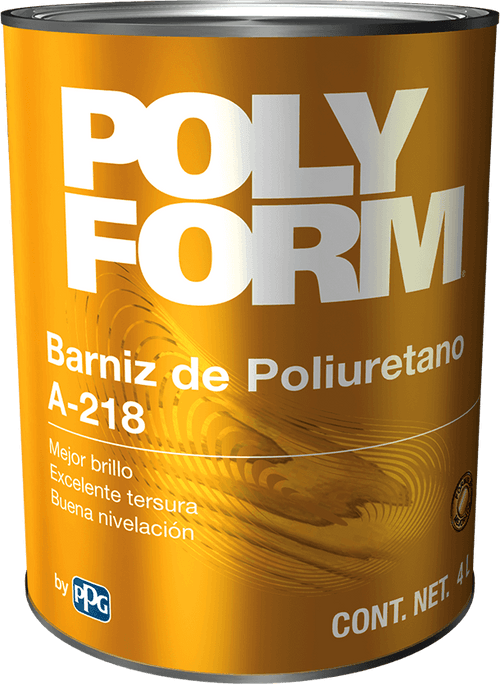 POLY
FORM
Barniz de Poliuretano
A-218
Mejor brillo
Excelente tersura
Buena nivelación
by PPG
CONT. NET. 4 L